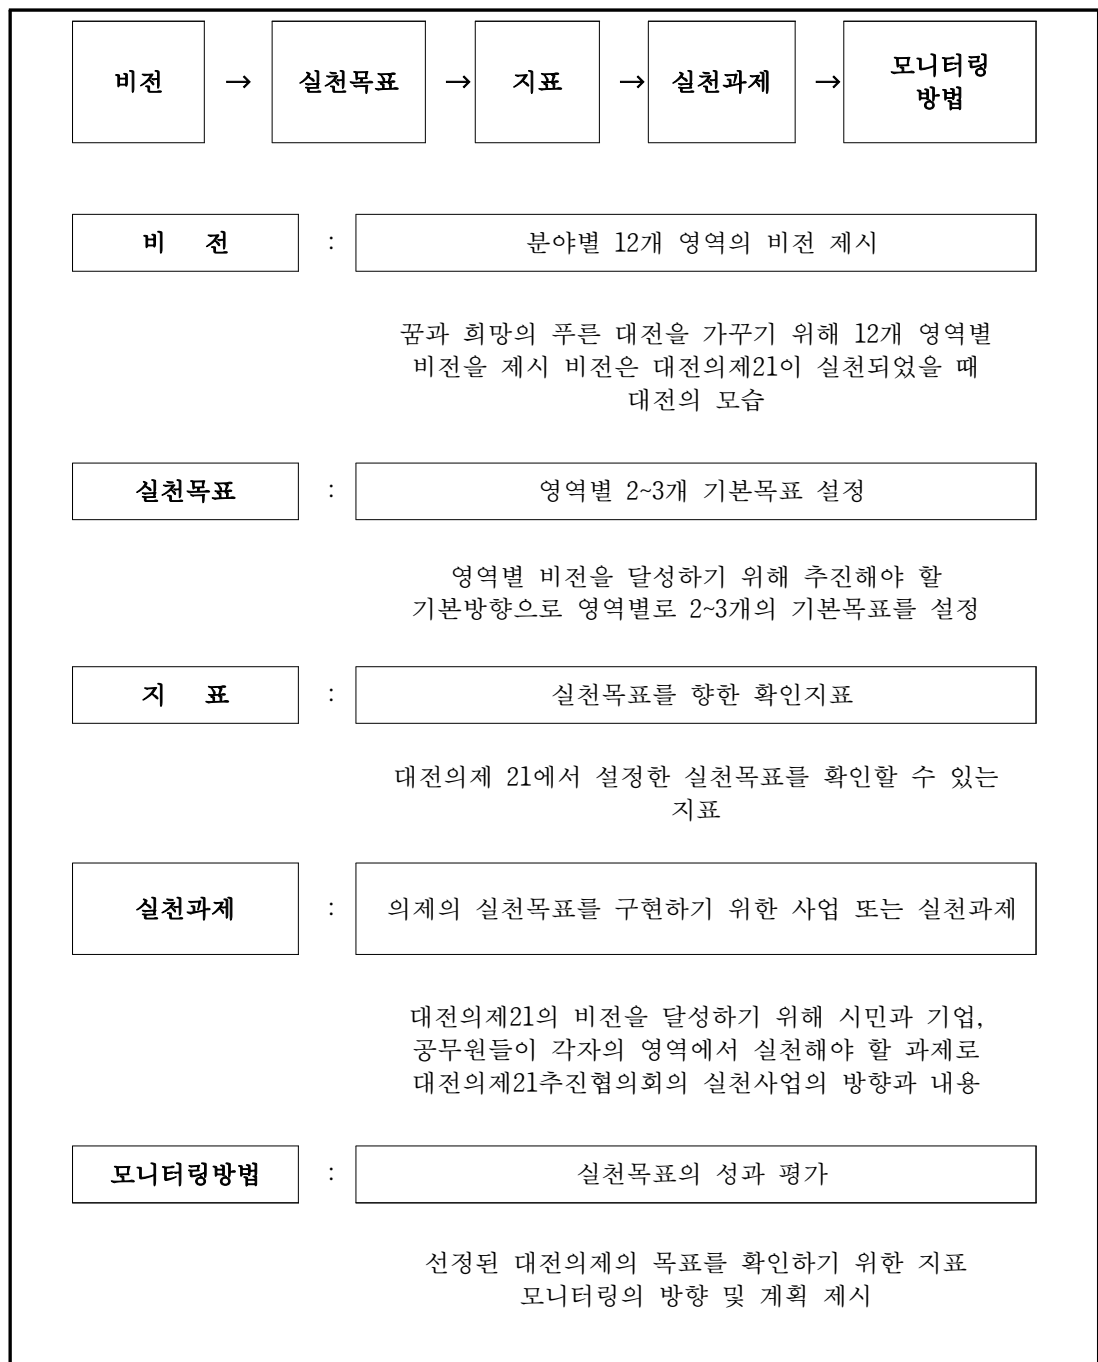 비전 → 실천목표 → 지표 → 실천과제 → 모니터링
방법
비 전 : 분야별 12개 영역의 비전 제시
꿈과 희망의 푸른 대전을 가꾸기 위해 12개 영역별
비전을 제시 비전은 대전의제21이 실천되었을 때
대전의 모습
실천목표 : 영역별 2~3개 기본목표 설정
영역별 비전을 달성하기 위해 추진해야 할
기본방향으로 영역별로 2~3개의 기본목표를 설정
지 표 : 실천목표를 향한 확인지표
대전의제 21에서 설정한 실천목표를 확인할 수 있는
지표
실천과제 : 의제의 실천목표를 구현하기 위한 사업 또는 실천과제
대전의제21의 비전을 달성하기 위해 시민과 기업,
공무원들이 각자의 영역에서 실천해야 할 과제로
대전의제21추진협의회의 실천사업의 방향과 내용
모니터링방법 : 실천목표의 성과 평가
선정된 대전의제의 목표를 확인하기 위한 지표
모니터링의 방향 및 계획 제시